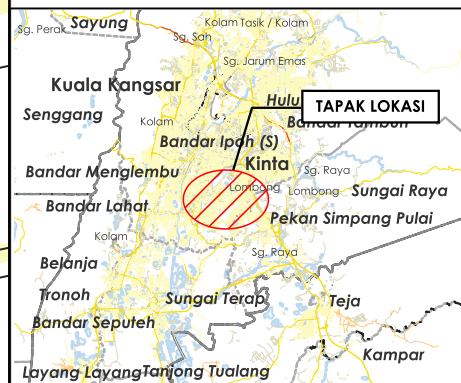 Sayung
Kolam Tasik / Kolam
Sg. Perak
Sg. Sah
Sg. Jarum Emas
Kuala Kangsar
Hulu
TAPAK LOKASI
Senggang
Kolam
Bandar Ipoh (S)
Kinta
Bandar Menglembu
Sg. Raya
Lombong
Lombong
Sungai Raya
Bandar Lahat
Pekan Simpang Pulai
Kolam
Sg. Raya
Belanja
Tronoh
Sungai Terap
Teja
Bandar Seputeh
Kampar
Layang Layang
Tanjong Tualang